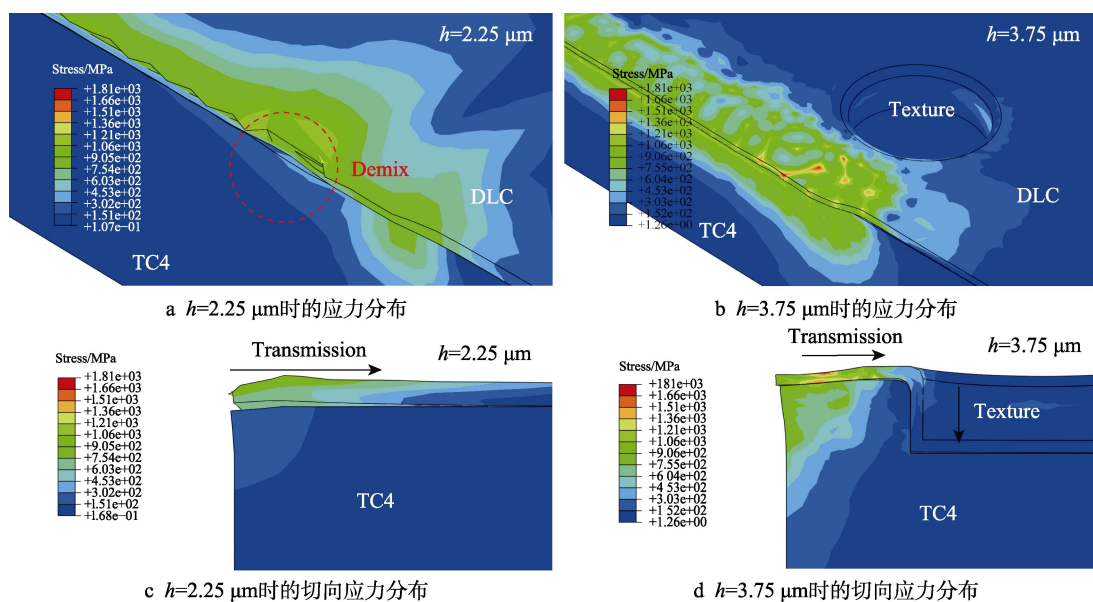 h=2.25 μm
Stress/MPa
+1.81e+03
+1.66e+03
+1.51e+03
+1.36e+03
+1.21e+03
+1.06e+03
+9.05e+02
+7.54e+02
+6.03e+02
+4.53e+02
+3.02e+02
+1.51e+02
+1.07e−01
Demix
DLC
TC4
a h=2.25 μm时的应力分布
h=3.75 μm
Stress/MPa
+1.81e+03
+1.66e+03
+1.51e+03
+1.36e+03
+1.21e+03
+1.06e+03
+9.06e+02
+7.55e+02
+6.04e+02
+4.53e+02
+3.03e+02
+1.52e+02
+1.26e+00
Texture
DLC
TC4
b h=3.75 μm时的应力分布
Transmission
h=2.25 μm
Stress/MPa
+1.81e+03
+1.66e+03
+1.51e+03
+1.36e+03
+1.21e+03
+1.06e+03
+9.05e+02
+7.54e+02
+6.03e+02
+4.53e+02
+3.02e+02
+1.51e+02
+1.68e−01
TC4
c h=2.25 μm时的切向应力分布
Transmission
h=3.75 μm
Stress/MPa
+181e+03
+1.66e+03
+1.51e+03
+1.36e+03
+1.21e+03
+1.06e+03
+9.06e+02
+7.55e+02
+6 04e+02
+4 53e+02
+3.03e+02
+1 52e+02
+1.26e+00
Texture
TC4
d h=3.75 μm时的切向应力分布